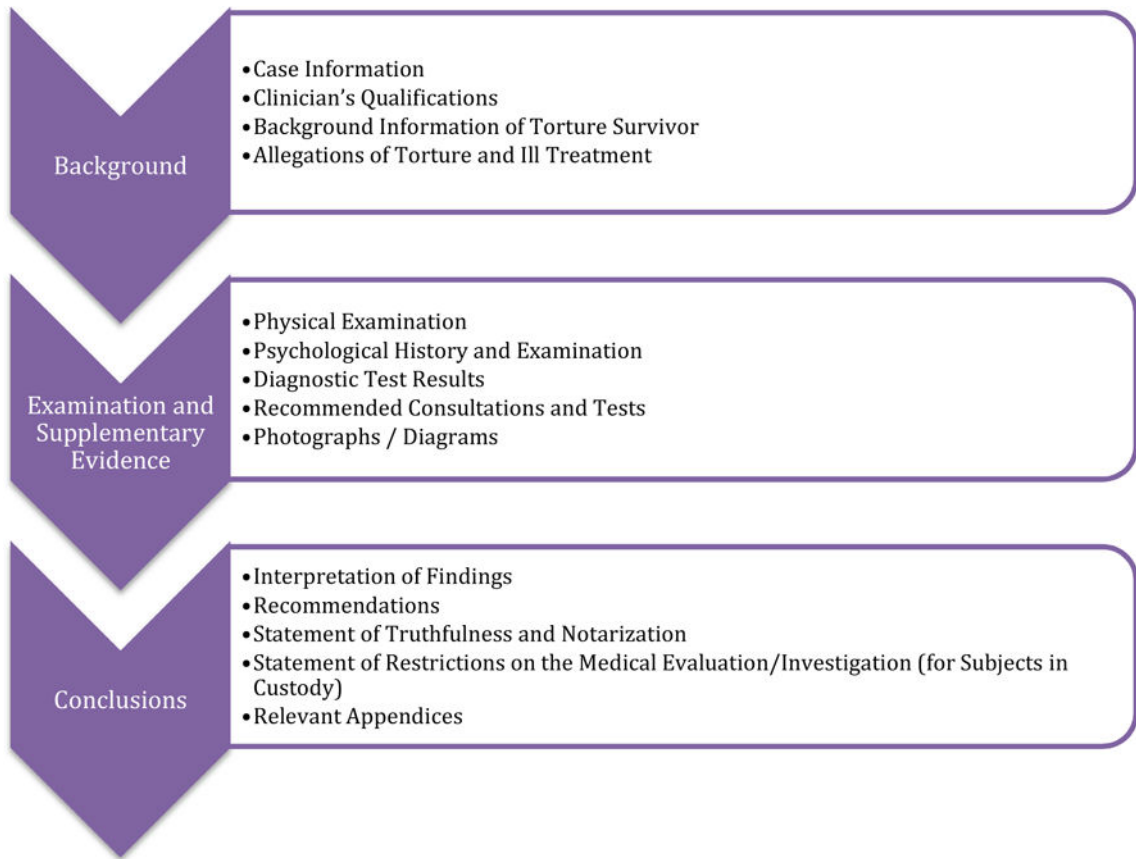 Background
•Case Information
•Clinician’s Qualifications
•Background Information of Torture Survivor
•Allegations of Torture and Ill Treatment
Examination and
Supplementary
Evidence
•Physical Examination
•Psychological History and Examination
•Diagnostic Test Results
•Recommended Consultations and Tests
•Photographs / Diagrams
Conclusions
•Interpretation of Findings
•Recommendations
•Statement of Truthfulness and Notarization
•Statement of Restrictions on the Medical Evaluation/Investigation (for Subjects in
Custody)
•Relevant Appendices